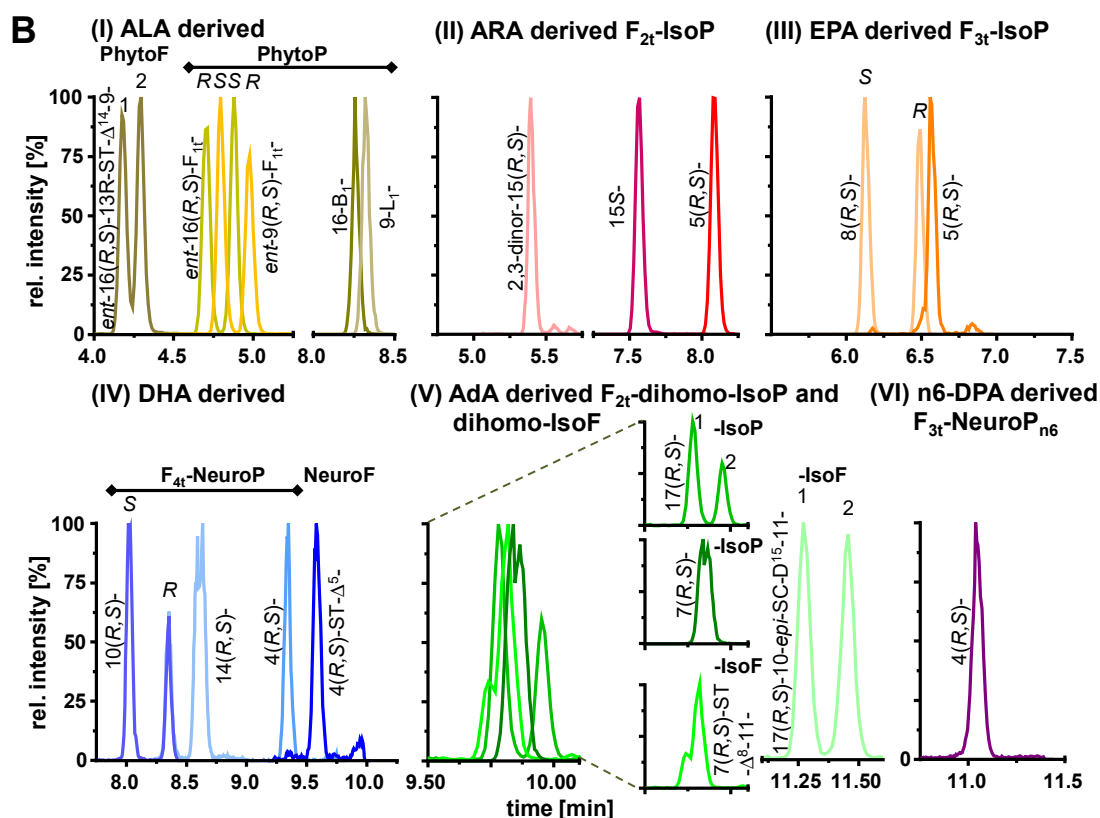 B
(I) ALA derived
PhytoF
PhytoP
1
2
R
S
S
R
ent-16(R,S)-13R-ST-Δ¹⁴-9-
ent-16(R,S)-F₁ₜ-
ent-9(R,S)-F₁ₜ-
16-B₁-
9-L₁-
rel. intensity [%]
100
75
50
25
0
4.0
4.5
5.0
8.0
8.5
(II) ARA derived F₂ₜ-IsoP
2,3-dinor-15(R,S)-
15S-
5(R,S)-
5.0
5.5
7.5
8.0
(III) EPA derived F₃ₜ-IsoP
S
R
8(R,S)-
5(R,S)-
6.0
6.5
7.0
7.5
(IV) DHA derived
F₄ₜ-NeuroP
NeuroF
S
R
10(R,S)-
14(R,S)-
4(R,S)-
4(R,S)-ST-Δ⁵-
rel. intensity [%]
100
75
50
25
0
8.0
8.5
9.0
9.5
10.0
(V) AdA derived F₂ₜ-dihomo-IsoP and
dihomo-IsoF
9.50
10.00
-IsoP
1
2
17(R,S)-
-IsoP
7(R,S)-
-IsoF
7(R,S)-ST
-Δ⁸-11-
-IsoF
1
2
17(R,S)-10-epi-SC-D¹⁵-11-
11.25
11.50
(VI) n6-DPA derived
F₃ₜ-NeuroPₙ₆
4(R,S)-
0
11.0
11.5
time [min]